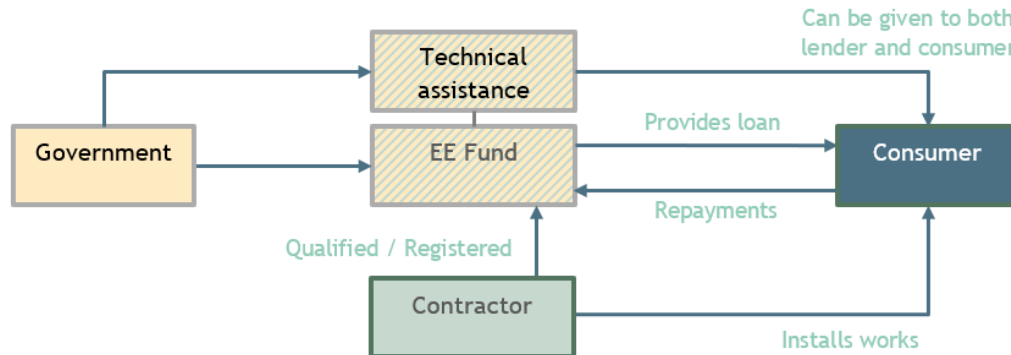 Can be given to both
lender and consumer
Technical
assistance
Government
EE Fund
Provides loan
Consumer
Repayments
Qualified / Registered
Contractor
Installs works